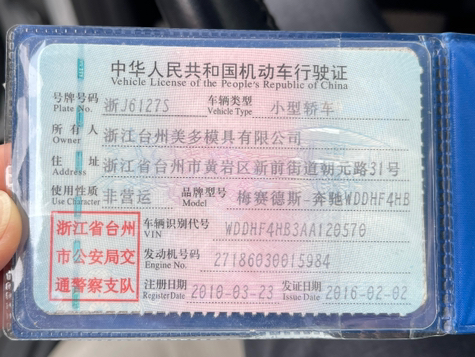 中华人民共和国机动车行驶证
Vehicle License of the People's Republic of China
号牌号码 浙J6127S 车辆类型 小型轿车
Plate No. Vehicle Type
所有人 浙江台州美多模具有限公司
Owner
住址 浙江省台州市黄岩区新前街道朝元路31号
Address
使用性质 非营运 品牌型号 梅赛德斯-奔驰WDDHF4HB
Use Character Model
浙江省台州市公安局交通警察支队
车辆识别代号 WDDHF4HB3AA120570
VIN
发动机号码 27186030015984
Engine No.
注册日期 2010-03-23 发证日期 2016-02-02
Register Date Issue Date